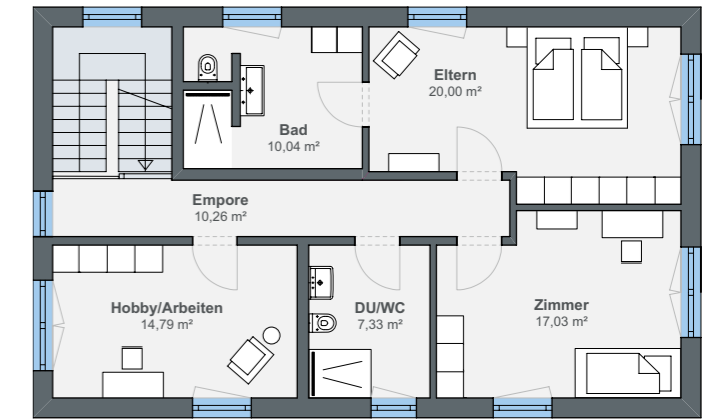 Eltern
20,00 m²
Bad
10,04 m²
Empore
10,26 m²
Hobby/Arbeiten
14,79 m²
DU/WC
7,33 m²
Zimmer
17,03 m²